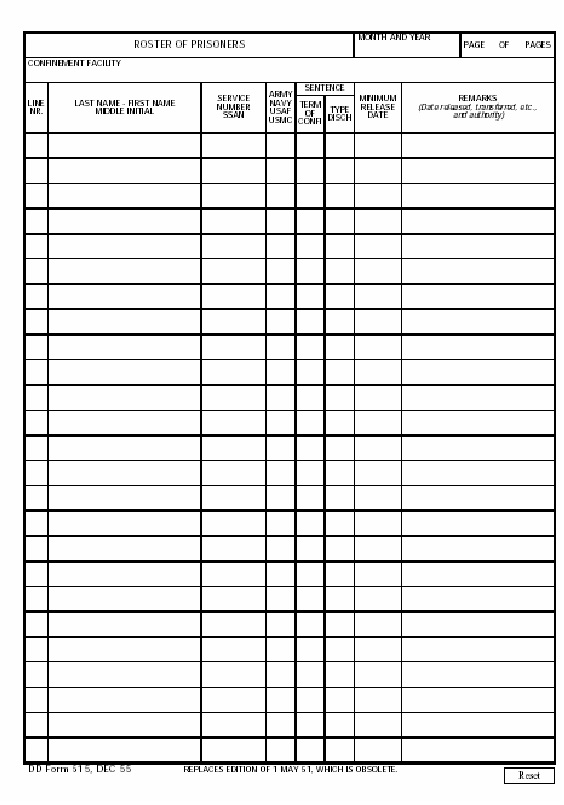 ROSTER OF PRISONERS
MONTH AND YEAR
PAGE OF PAGES
CONFINEMENT FACILITY
LINE
NR.
LAST NAME - FIRST NAME
MIDDLE INITIAL
SERVICE
NUMBER
SSAN
ARMY
NAVY
USAF
USMC
SENTENCE
TERM
OF
CONFI
TYPE
DISCH
MINIMUM
RELEASE
DATE
REMARKS
(Date released, transferred, etc.,
and authority)
DD Form 515, DEC 55
REPLACES EDITION OF 1 MAY 51, WHICH IS OBSOLETE.
Reset